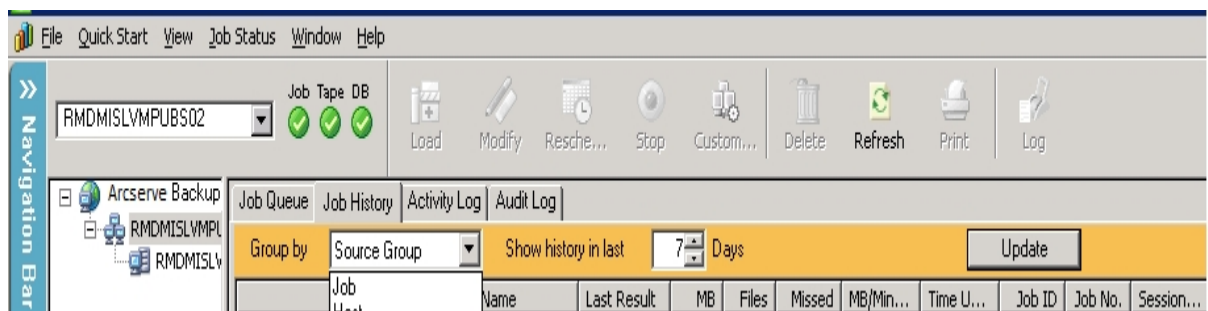 File Quick Start View Job Status Window Help
Job Tape DB
RMDMISLVMPUBS02
Load Modify Resche... Stop Custom... Delete Refresh Print Log
Navigation Bar
Arcserve Backup
RMDMISLVMPU
RMDMISLV
Job Queue Job History Activity Log Audit Log
Group by Source Group Show history in last 7 Days Update
Job
Host
Name Last Result MB Files Missed MB/Min... Time U... Job ID Job No. Session...